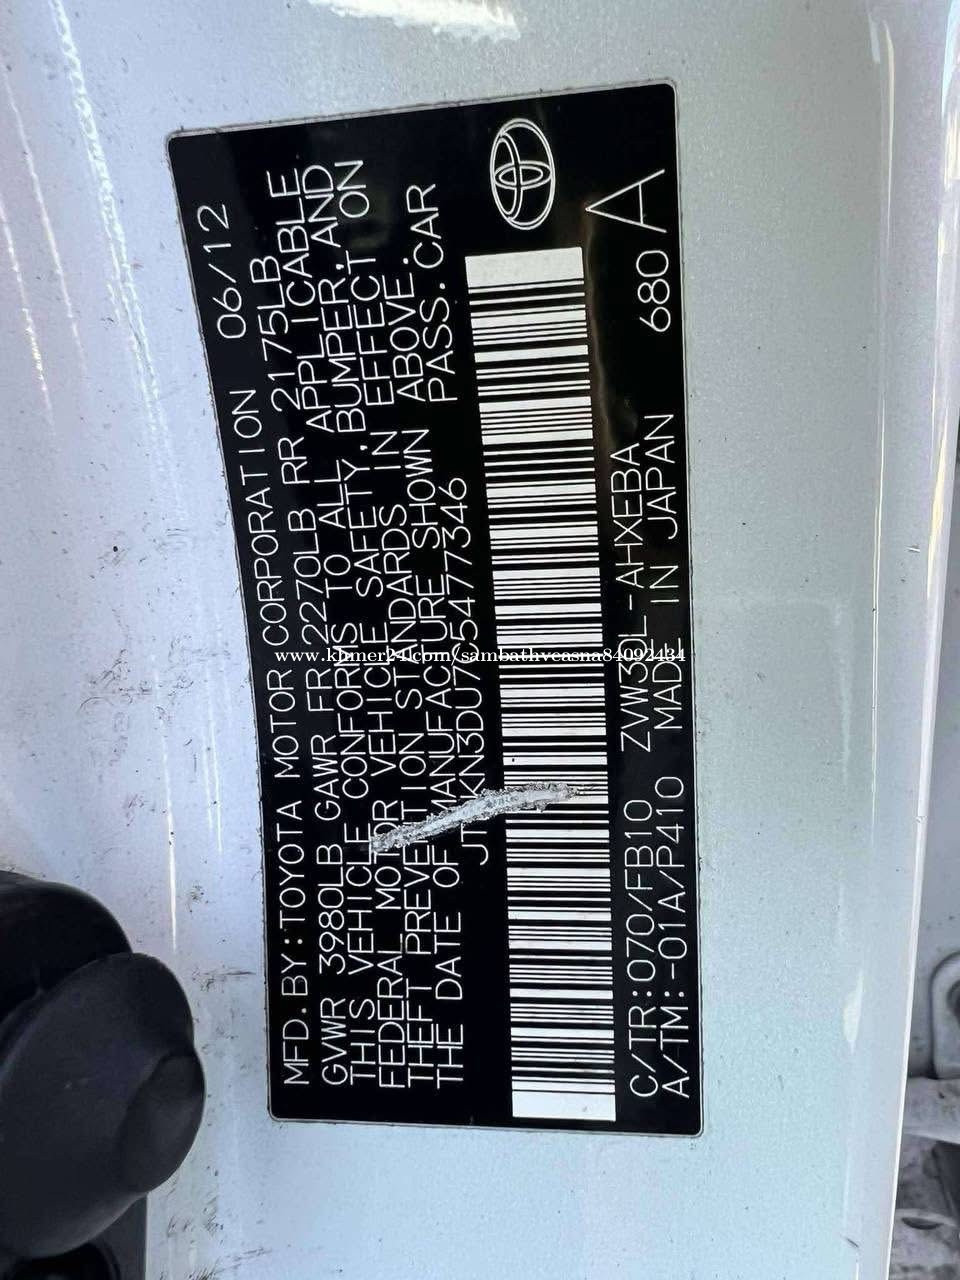 MFD.BY:TOYOTA MOTOR CORPORATION 06/12
GVWR 3980LB GAWR FR 2270LB RR 2175LB
THIS VEHICLE CONFORMS TO ALL APPLICABLE
FEDERAL MOTOR VEHICLE SAFETY, BUMPER, AND
THEFT PREVENTION STANDARDS IN EFFECT ON
THE DATE OF MANUFACTURE SHOWN ABOVE.
JTDKN3DU7C5477346 PASS.CAR
C/TR:070/FB10 ZVW30L-AHXEBA
A/TM:-01A/P410 MADE IN JAPAN 680 A
www.khmer24.com/sambathveasna84092434